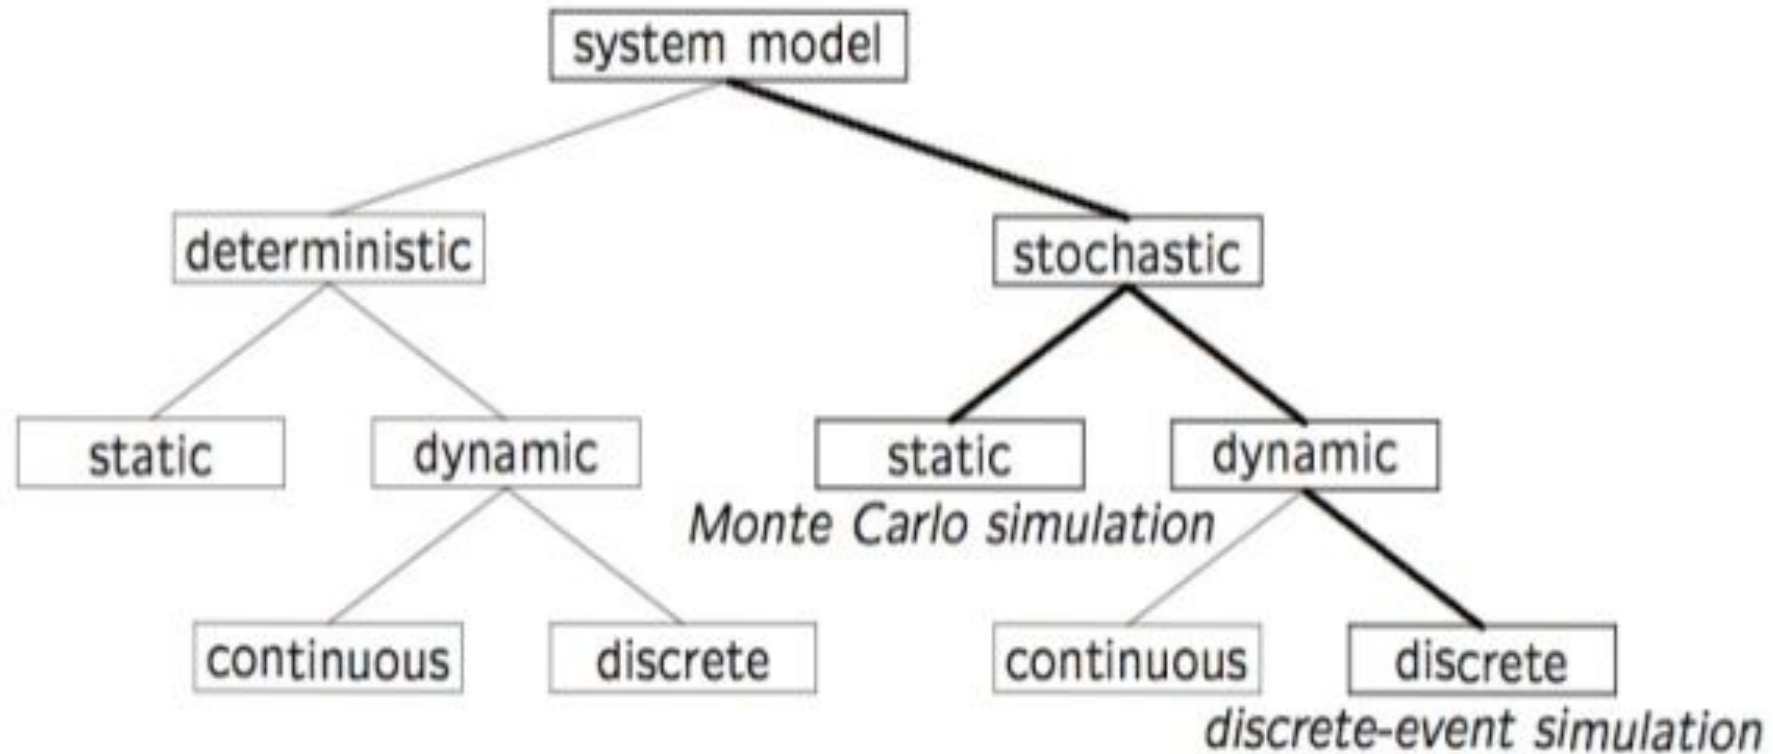 system model
deterministic
stochastic
static
dynamic
static
dynamic
Monte Carlo simulation
continuous
discrete
continuous
discrete
discrete-event simulation